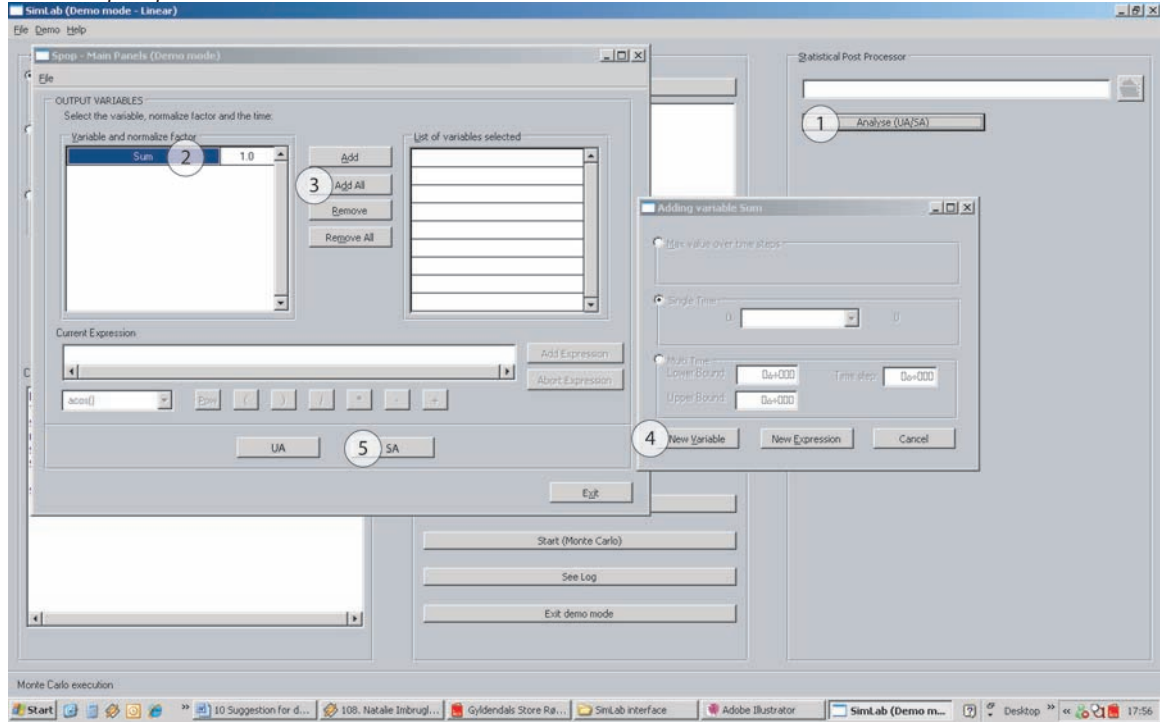 SimLab (Demo mode - Linear)
File Demo Help
Spop - Main Panels (Demo mode)
File
OUTPUT VARIABLES
Select the variable, normalize factor and the time:
Variable and normalize factor
List of variables selected
Sum 2 1.0
Add
3 Add All
Remove
Remove All
Current Expression
Add Expression
Abort Expression
acos()
Pow ( ) / * - +
UA
5 SA
Exit
Statistical Post Processor
1 Analyse (UA/SA)
Adding variable Sum
Max value over time steps
Single Time
0 0
Multi Time
Lower Bound 0e+000 Time step: 0e+000
Upper Bound 0e+000
4 New Variable New Expression Cancel
Start (Monte Carlo)
See Log
Exit demo mode
Monte Carlo execution
Start » 10 Suggestion for d... 108. Natalie Imbrugl... Gyldendals Store Rø... SimLab interface Adobe Illustrator SimLab (Demo m... Desktop » « 17:56